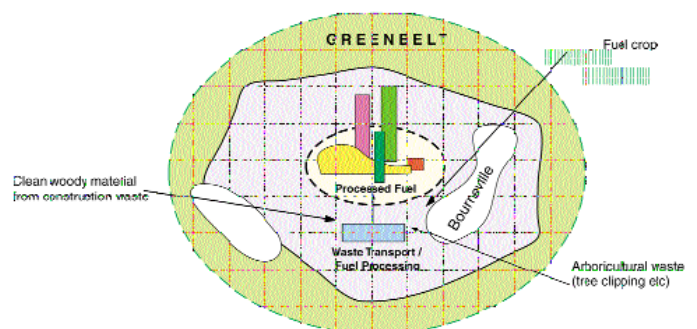 GREENBELT
Fuel crop
Processed Fuel
Bourneville
Clean woody material
from construction waste
Waste Transport /
Fuel Processing
Arboricultural waste
(tree clipping etc)